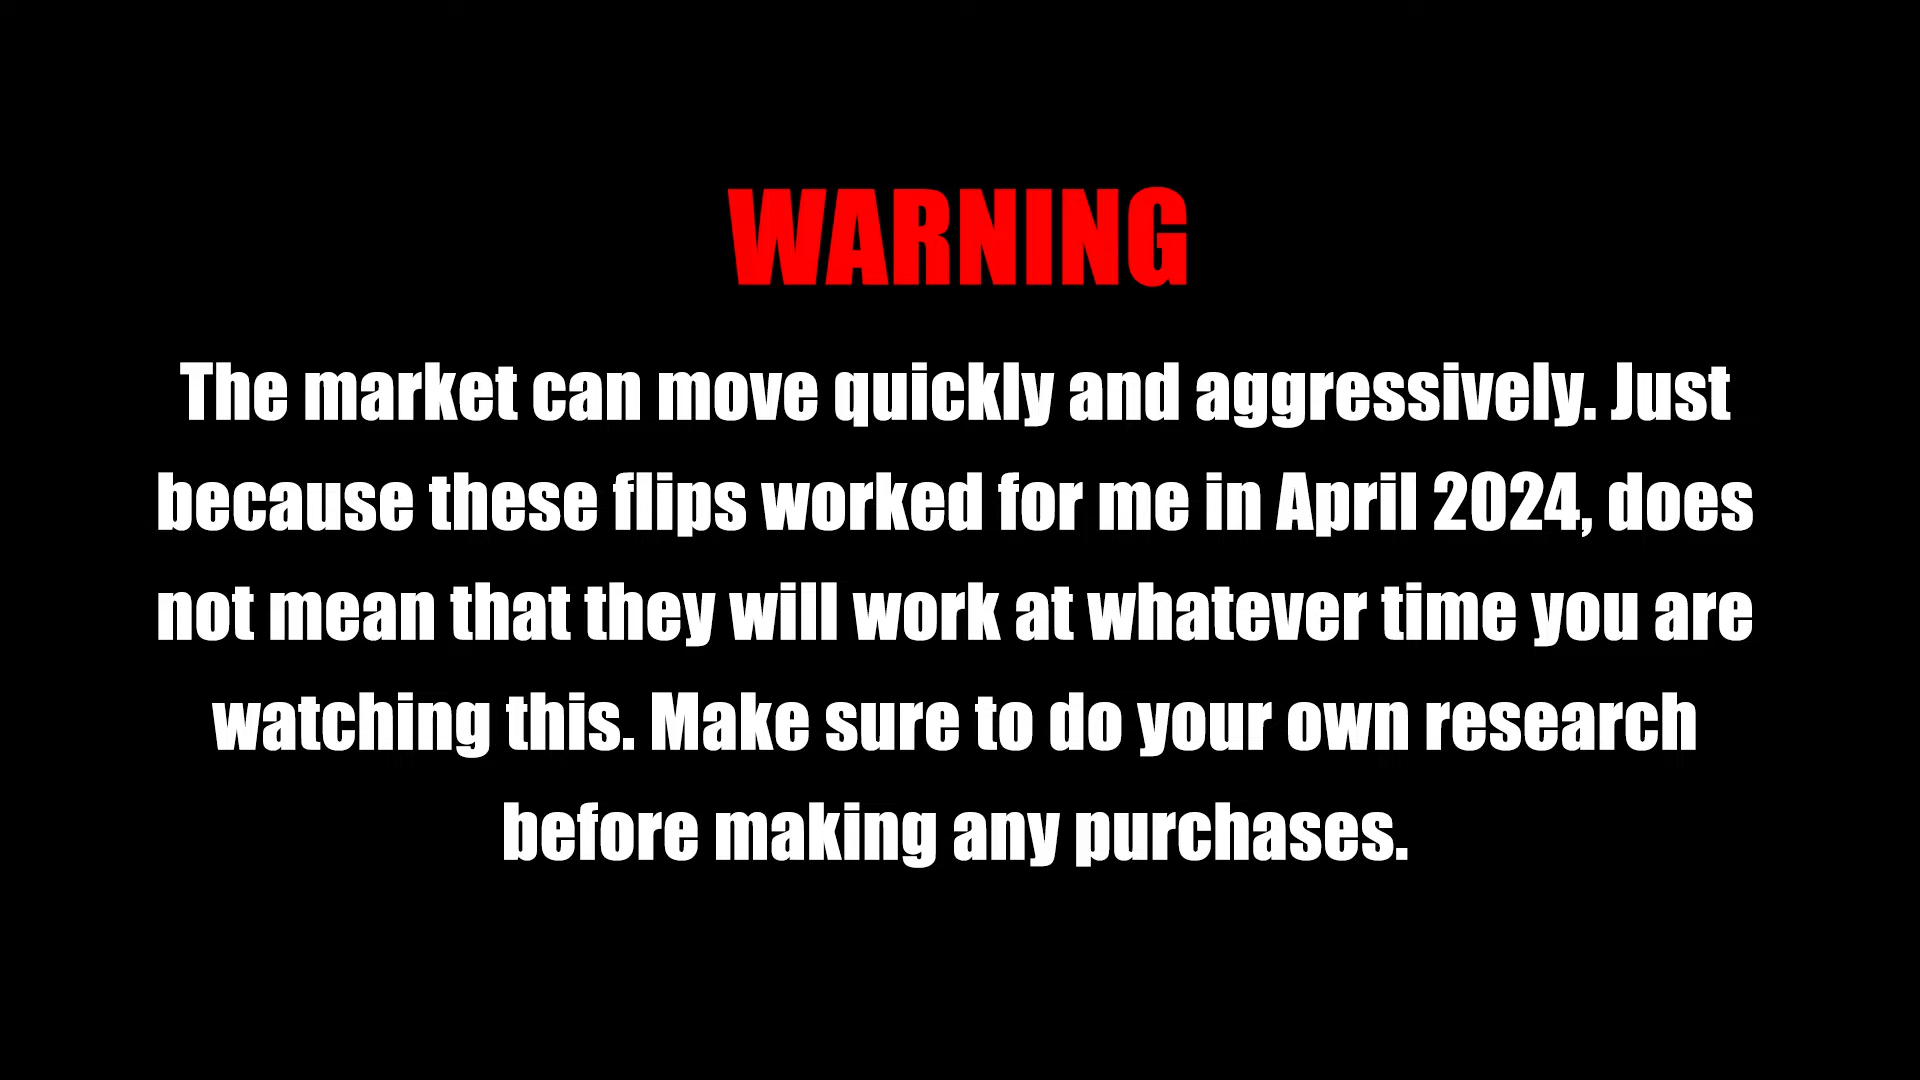 WARNING
The market can move quickly and aggressively. Just
because these flips worked for me in April 2024, does
not mean that they will work at whatever time you are
watching this. Make sure to do your own research
before making any purchases.